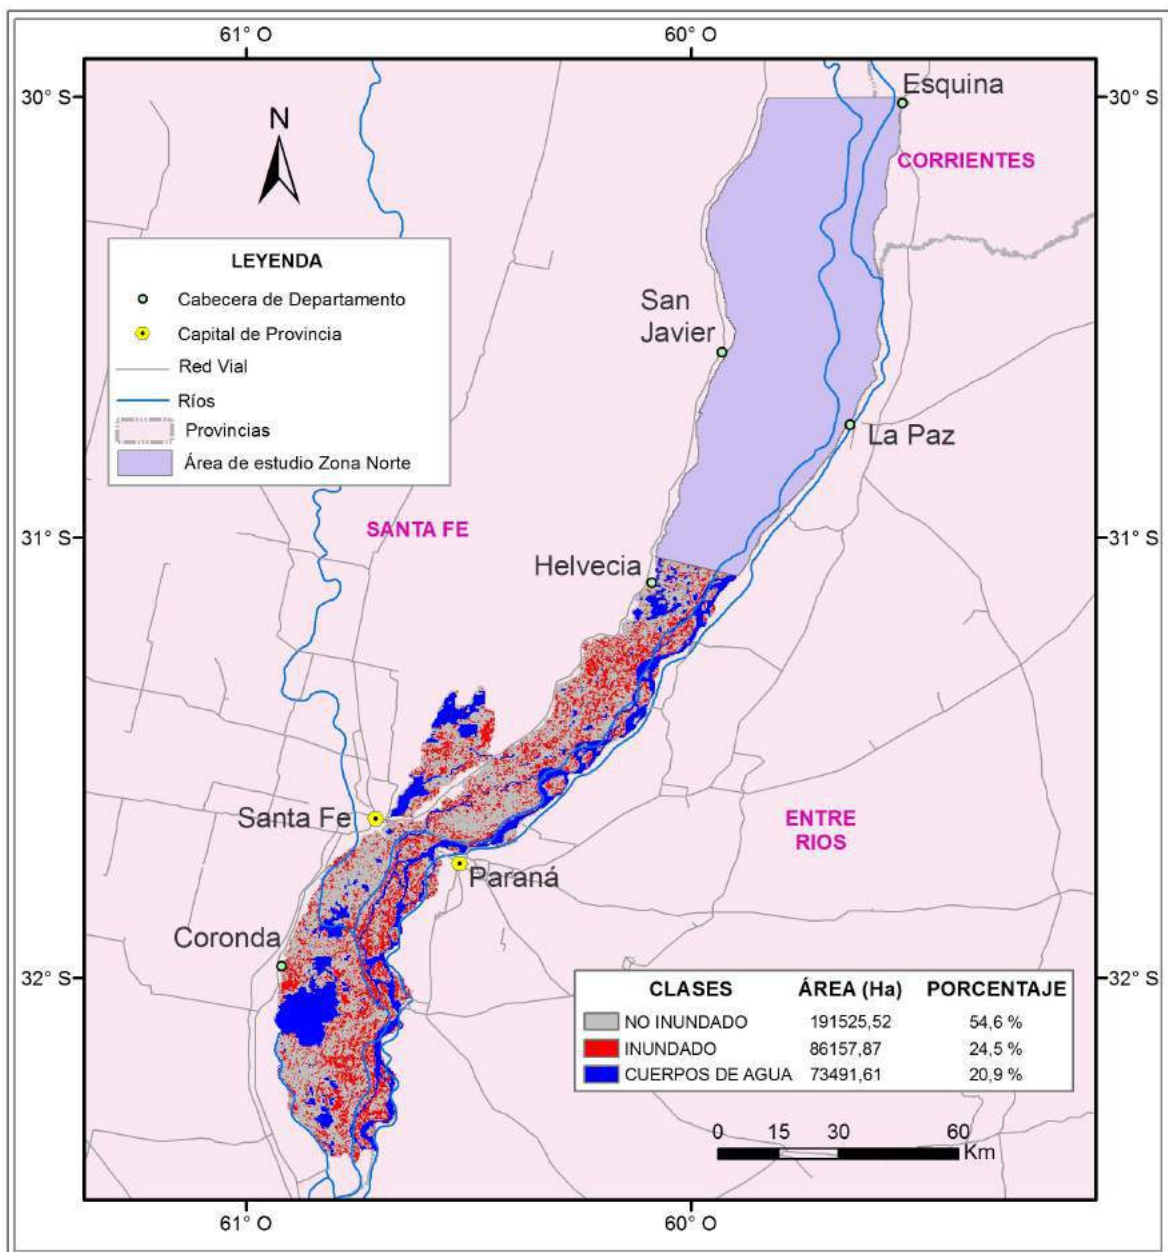 61° O
60° O
30° S
30° S
Esquina
N
CORRIENTES
LEYENDA
Cabecera de Departamento
Capital de Provincia
Red Vial
Ríos
Provincias
Área de estudio Zona Norte
San
Javier
La Paz
SANTA FE
31° S
31° S
Helvecia
Santa Fe
ENTRE
RIOS
Paraná
Coronda
32° S
32° S
CLASES ÁREA (Ha) PORCENTAJE
NO INUNDADO 191525,52 54,6 %
INUNDADO 86157,87 24,5 %
CUERPOS DE AGUA 73491,61 20,9 %
0 15 30 60
Km
61° O
60° O